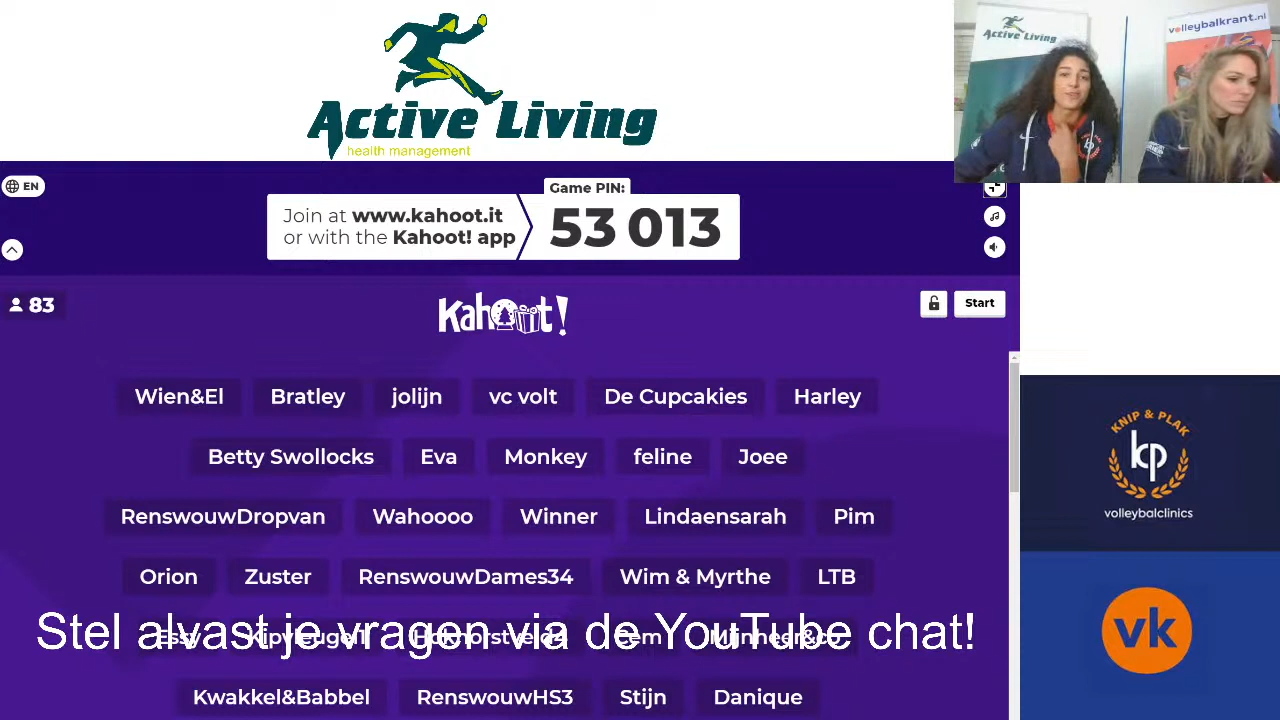 Active Living
health management
Active Living
volleybalkrant.nl
EN
Join at www.kahoot.it
or with the Kahoot! app
Game PIN:
53 013
83
Kahoot!
Start
Wien&El Bratley jolijn vc volt De Cupcakies Harley
Betty Swollocks Eva Monkey feline Joee
RenswouwDropvan Wahoooo Winner Lindaensarah Pim
Orion Zuster RenswouwDames34 Wim & Myrthe LTB
Stel alvast je vragen via de YouTube chat!
Kwakkel&Babbel RenswouwHS3 Stijn Danique
KNIP & PLAK
kp
volleybalclinics
vk